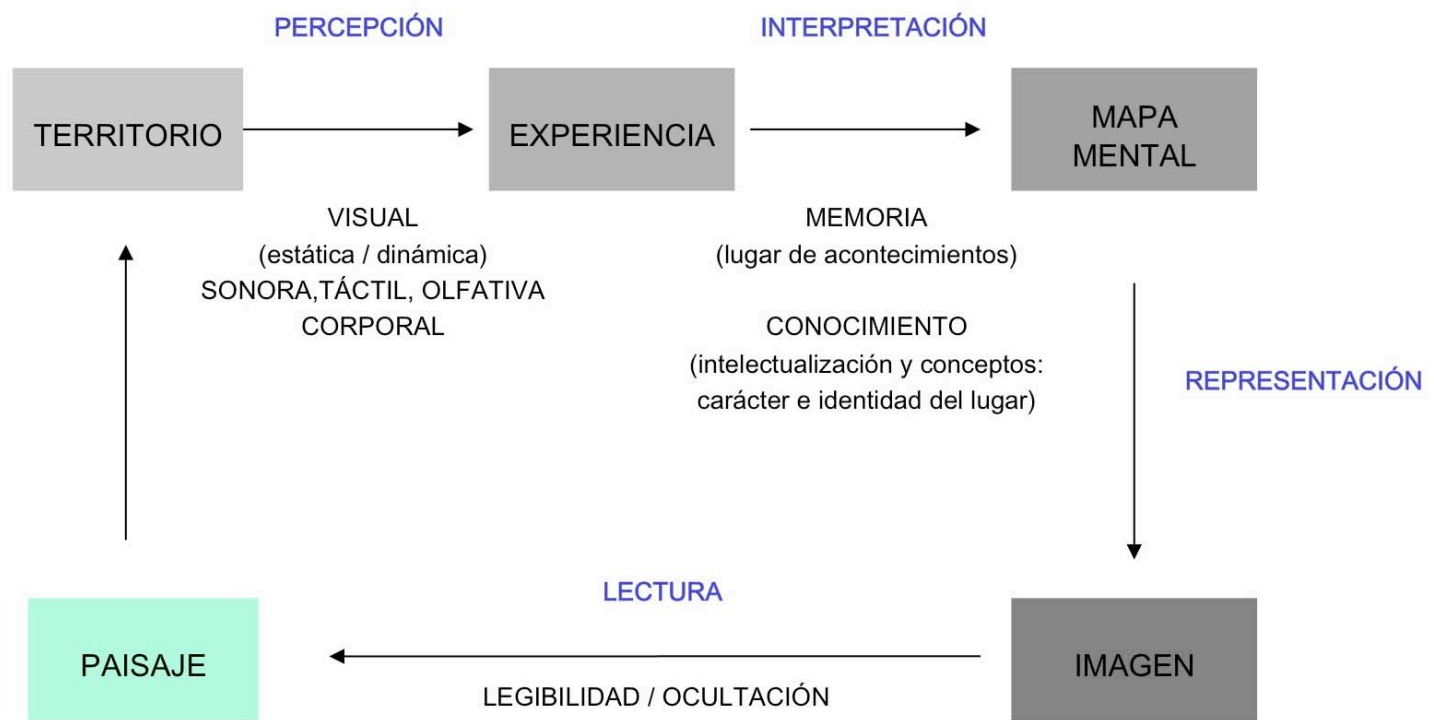 PERCEPCIÓN
INTERPRETACIÓN
TERRITORIO
EXPERIENCIA
MAPA
MENTAL
VISUAL
(estática / dinámica)
SONORA,TÁCTIL, OLFATIVA
CORPORAL
MEMORIA
(lugar de acontecimientos)
CONOCIMIENTO
(intelectualización y conceptos:
carácter e identidad del lugar)
REPRESENTACIÓN
LECTURA
PAISAJE
IMAGEN
LEGIBILIDAD / OCULTACIÓN